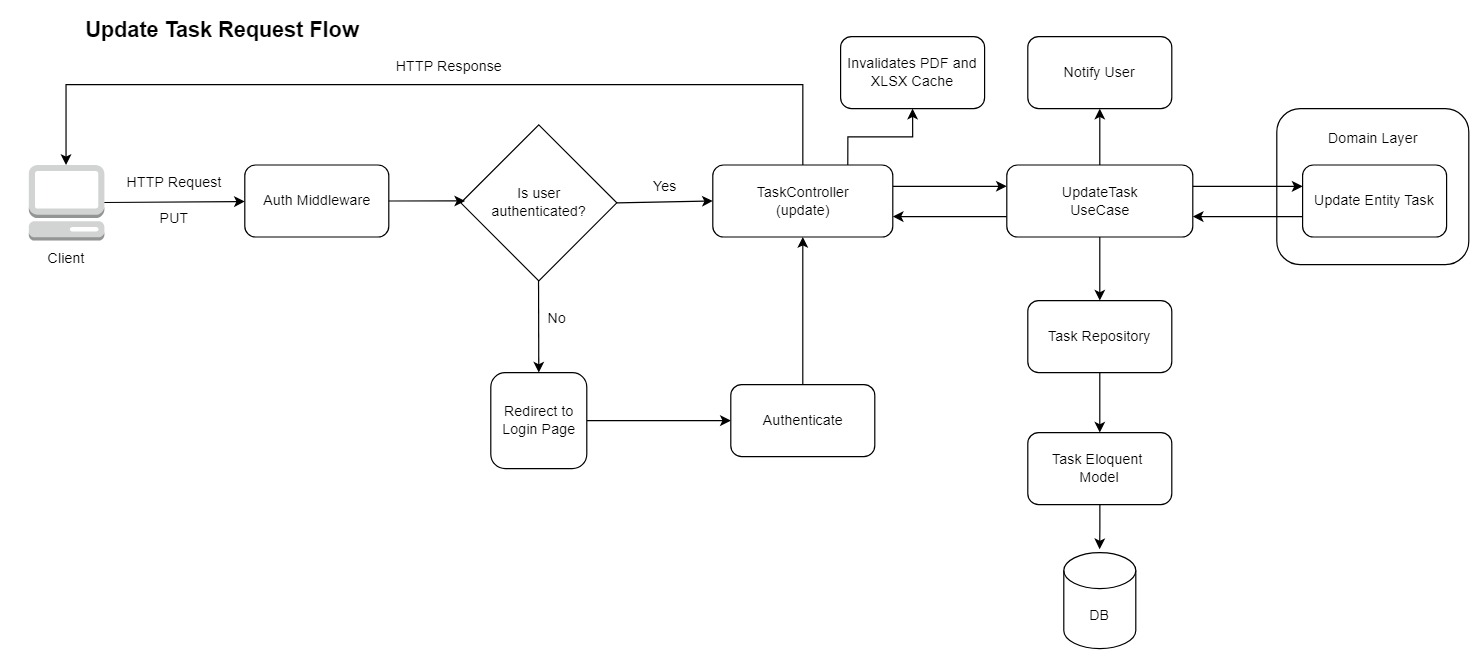 Update Task Request Flow
HTTP Response
Invalidates PDF and
XLSX Cache
Notify User
Domain Layer
HTTP Request
PUT
Client
Auth Middleware
Is user
authenticated?
Yes
TaskController
(update)
UpdateTask
UseCase
Update Entity Task
No
Task Repository
Redirect to
Login Page
Authenticate
Task Eloquent
Model
DB